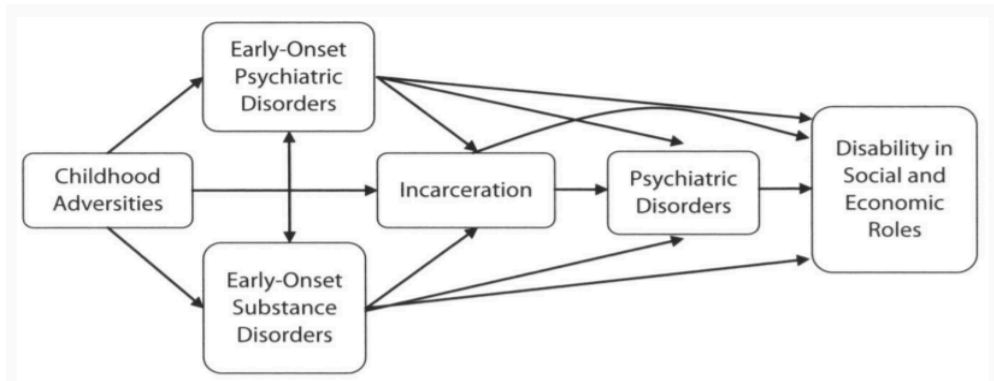 Early-Onset
Psychiatric
Disorders
Childhood
Adversities
Incarceration
Psychiatric
Disorders
Disability in
Social and
Economic
Roles
Early-Onset
Substance
Disorders